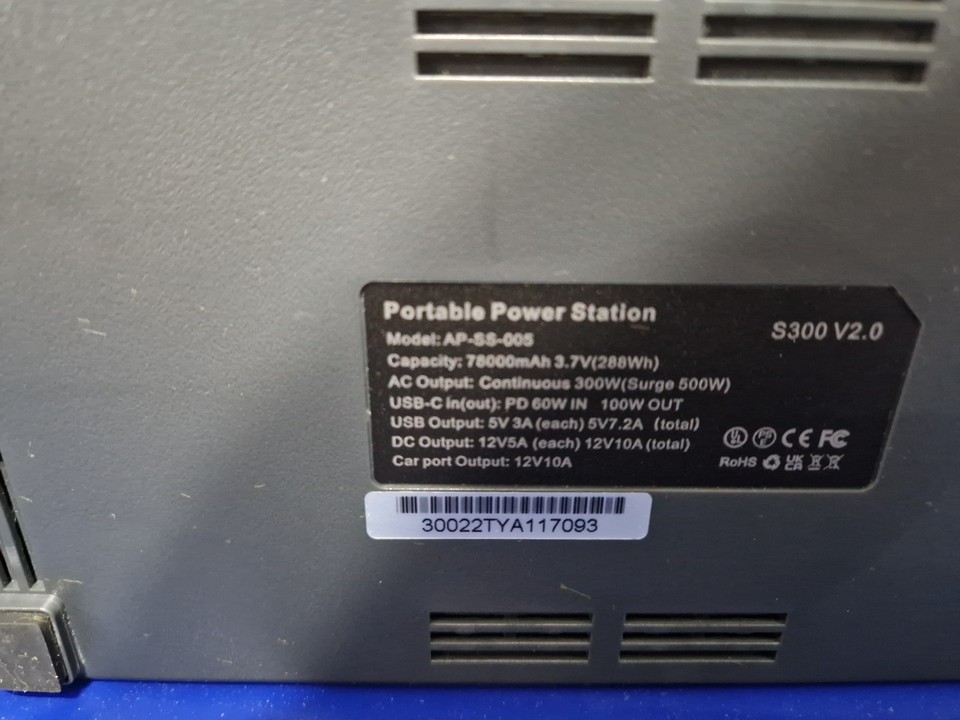 Portable Power Station
S300 V2.0
Model: AP-SS-005
Capacity: 78000mAh 3.7V(288Wh)
AC Output: Continuous 300W(Surge 500W)
USB-C in(out): PD 60W IN 100W OUT
USB Output: 5V 3A (each) 5V7.2A (total)
DC Output: 12V5A (each) 12V10A (total)
Car port Output: 12V10A
UL CE FC
RoHS UKCA
30022TYA117093